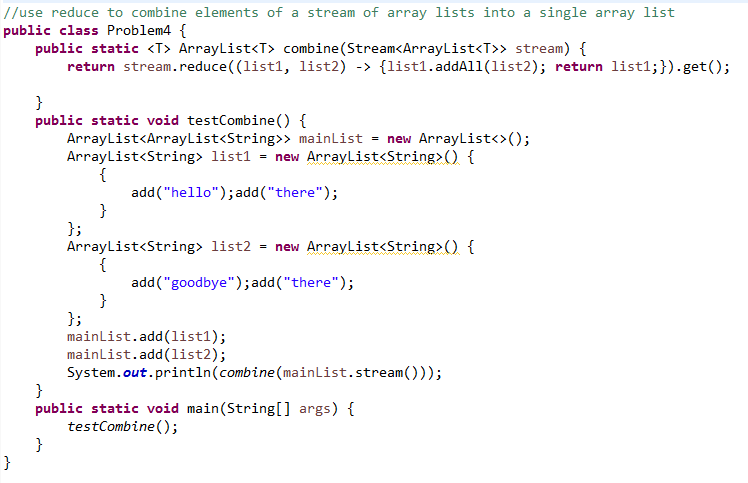 //use reduce to combine elements of a stream of array lists into a single array list
public class Problem4 {
    public static <T> ArrayList<T> combine(Stream<ArrayList<T>> stream) {
        return stream.reduce((list1, list2) -> {list1.addAll(list2); return list1;}).get();
    }
    public static void testCombine() {
        ArrayList<ArrayList<String>> mainList = new ArrayList<>();
        ArrayList<String> list1 = new ArrayList<String>() {
            {
                add("hello");add("there");
            }
        };
        ArrayList<String> list2 = new ArrayList<String>() {
            {
                add("goodbye");add("there");
            }
        };
        mainList.add(list1);
        mainList.add(list2);
        System.out.println(combine(mainList.stream()));
    }
    public static void main(String[] args) {
        testCombine();
    }
}